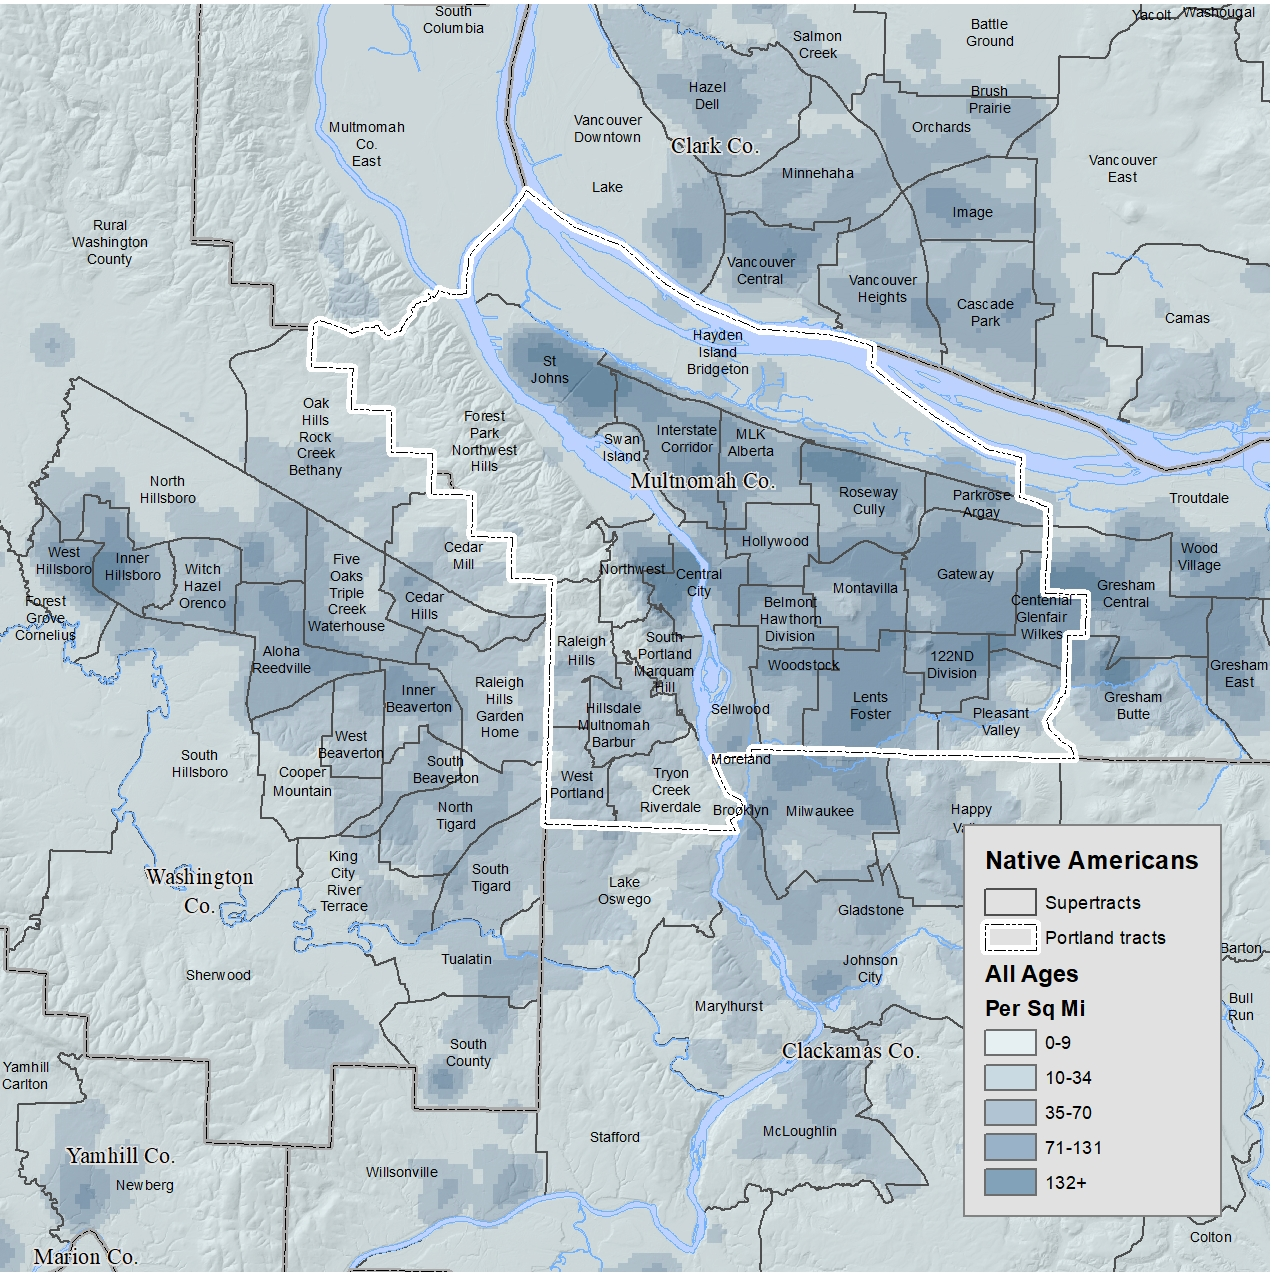 South
Columbia
Yacolt
Washougal
Battle
Ground
Salmon
Creek
Hazel
Dell
Brush
Prairie
Orchards
Multmomah
Co.
East
Vancouver
Downtown
Clark Co.
Vancouver
East
Minnehaha
Lake
Image
Rural
Washington
County
Vancouver
Central
Vancouver
Heights
Cascade
Park
Camas
Hayden
Island
Bridgeton
St
Johns
Oak
Hills
Rock
Creek
Bethany
Forest
Park
Northwest
Hills
Swan
Island
Interstate
Corridor
MLK
Alberta
Multnomah Co.
North
Hillsboro
Roseway
Cully
Parkrose
Argay
Troutdale
Hollywood
West
Hillsboro
Inner
Hillsboro
Witch
Hazel
Orenco
Five
Oaks
Triple
Creek
Waterhouse
Cedar
Mill
Cedar
Hills
Northwest
Central
City
Montavilla
Gateway
Wood
Village
Gresham
Central
Centenial
Glenfair
Wilkes
Forest
Grove
Cornelius
Belmont
Hawthorn
Division
Raleigh
Hills
South
Portland
Marquam
Hill
Woodstock
122ND
Division
Gresham
East
Aloha
Reedville
Inner
Beaverton
Raleigh
Hills
Garden
Home
Hillsdale
Multnomah
Barbur
Sellwood
Lents
Foster
Pleasant
Valley
Gresham
Butte
West
Beaverton
South
Beaverton
South
Hillsboro
Cooper
Mountain
West
Portland
Tryon
Creek
Riverdale
Moreland
Brooklyn
Milwaukee
Happy
North
Tigard
King
City
River
Terrace
South
Tigard
Washington
Co.
Lake
Oswego
Gladstone
Johnson
City
Sherwood
Tualatin
Marylhurst
Barton
Bull
Run
South
County
Clackamas Co.
Yamhill
Carlton
Stafford
McLoughlin
Yamhill Co.
Newberg
Willsonville
Marion Co.
Colton
Native Americans
Supertracts
Portland tracts
All Ages
Per Sq Mi
0-9
10-34
35-70
71-131
132+